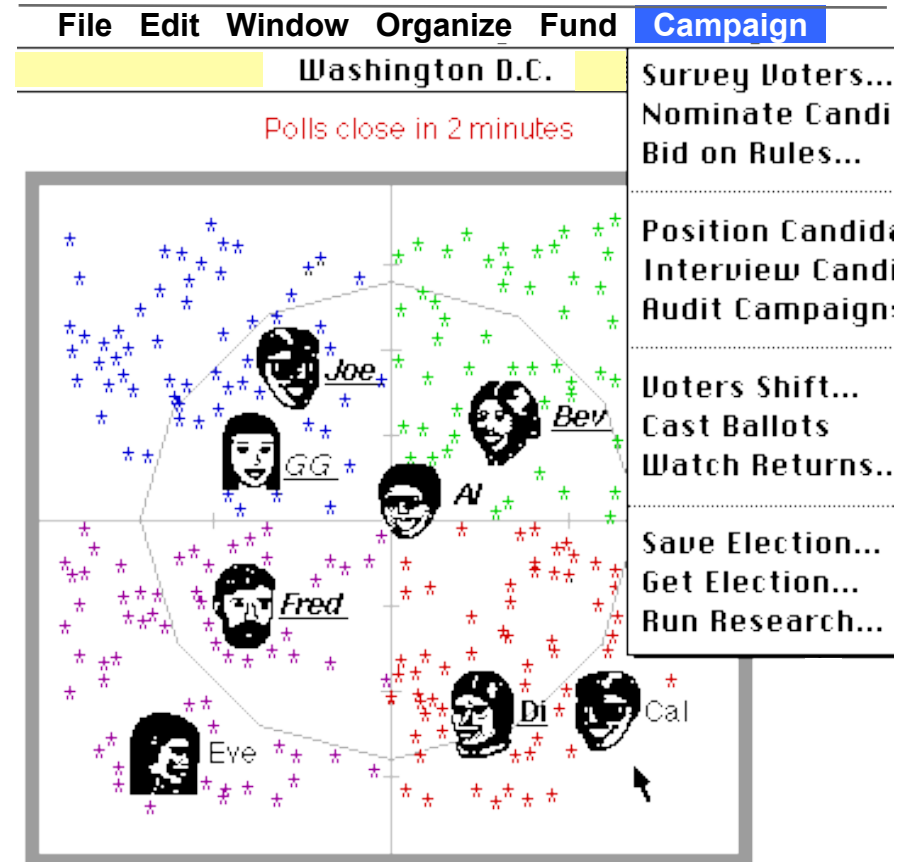 File Edit Window Organize Fund Campaign
Washington D.C.
Polls close in 2 minutes
Survey Voters...
Nominate Candi
Bid on Rules...
Position Candida
Interview Candi
Audit Campaigns
Voters Shift...
Cast Ballots
Watch Returns..
Save Election...
Get Election...
Run Research...
Joe
Bev
GG
Al
Fred
Di
Cal
Eve